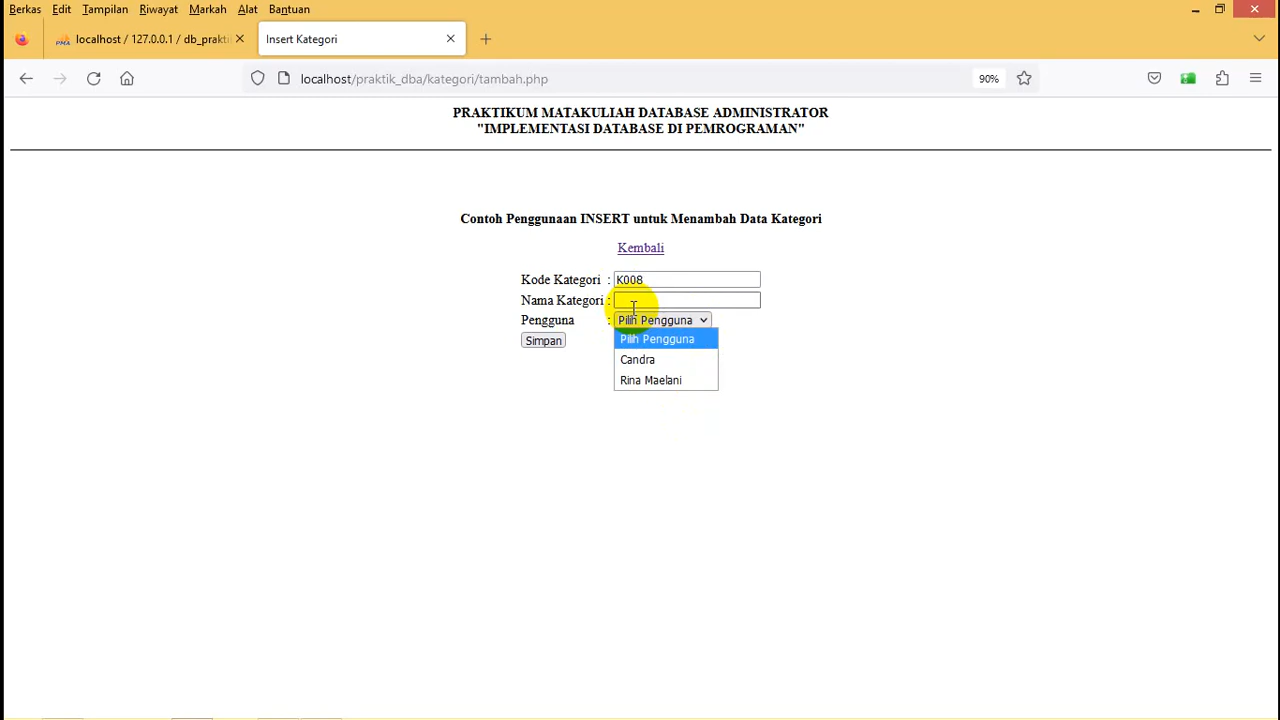 Berkas Edit Tampilan Riwayat Markah Alat Bantuan
PMA localhost / 127.0.0.1 / db_prakti Insert Kategori
localhost/praktik_dba/kategori/tambah.php 90%
PRAKTIKUM MATAKULIAH DATABASE ADMINISTRATOR
"IMPLEMENTASI DATABASE DI PEMROGRAMAN"
Contoh Penggunaan INSERT untuk Menambah Data Kategori
Kembali
Kode Kategori : K008
Nama Kategori :
Pengguna : Pilih Pengguna
Simpan
Pilih Pengguna
Candra
Rina Maelani